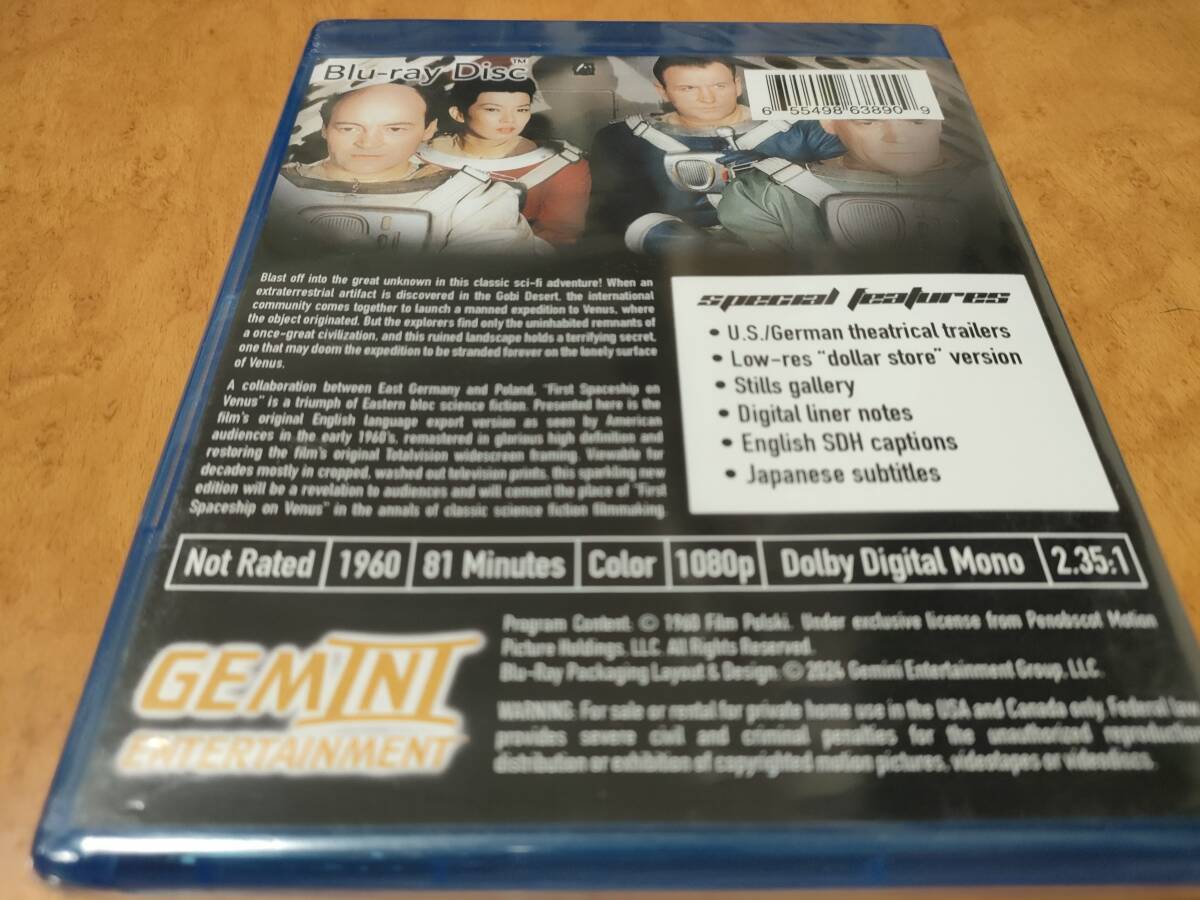 Blu-ray Disc™
6 55498 63890 9
Blast off into the great unknown in this classic sci-fi adventure! When an
extraterrestrial artifact is discovered in the Gobi Desert, the international
community comes together to launch a manned expedition to Venus, where
the object originated. But the explorers find only the uninhabited remnants of
a once-great civilization, and this ruined landscape holds a terrifying secret,
one that may doom the expedition to be stranded forever on the lonely surface
of Venus.
A collaboration between East Germany and Poland, "First Spaceship on
Venus" is a triumph of Eastern bloc science fiction. Presented here is the
film's original English language export version as seen by American
audiences in the early 1960's, remastered in glorious high definition and
restoring the film's original Totalvision widescreen framing. Viewable for
decades mostly in cropped, washed out television prints, this sparkling new
edition will be a revelation to audiences and will cement the place of "First
Spaceship on Venus" in the annals of classic science fiction filmmaking.
special features
• U.S./German theatrical trailers
• Low-res "dollar store" version
• Stills gallery
• Digital liner notes
• English SDH captions
• Japanese subtitles
Not Rated | 1960 | 81 Minutes | Color | 1080p | Dolby Digital Mono | 2.35:1
GEMINI
ENTERTAINMENT
Program Content: © 1960 Film Polski. Under exclusive license from Penobscot Motion
Picture Holdings, LLC. All Rights Reserved.
Blu-Ray Packaging Layout & Design © 2024 Gemini Entertainment Group, LLC.
WARNING: For sale or rental for private home use in the USA and Canada only. Federal law
provides severe civil and criminal penalties for the unauthorized reproduction,
distribution or exhibition of copyrighted motion pictures, videotapes or videodiscs.